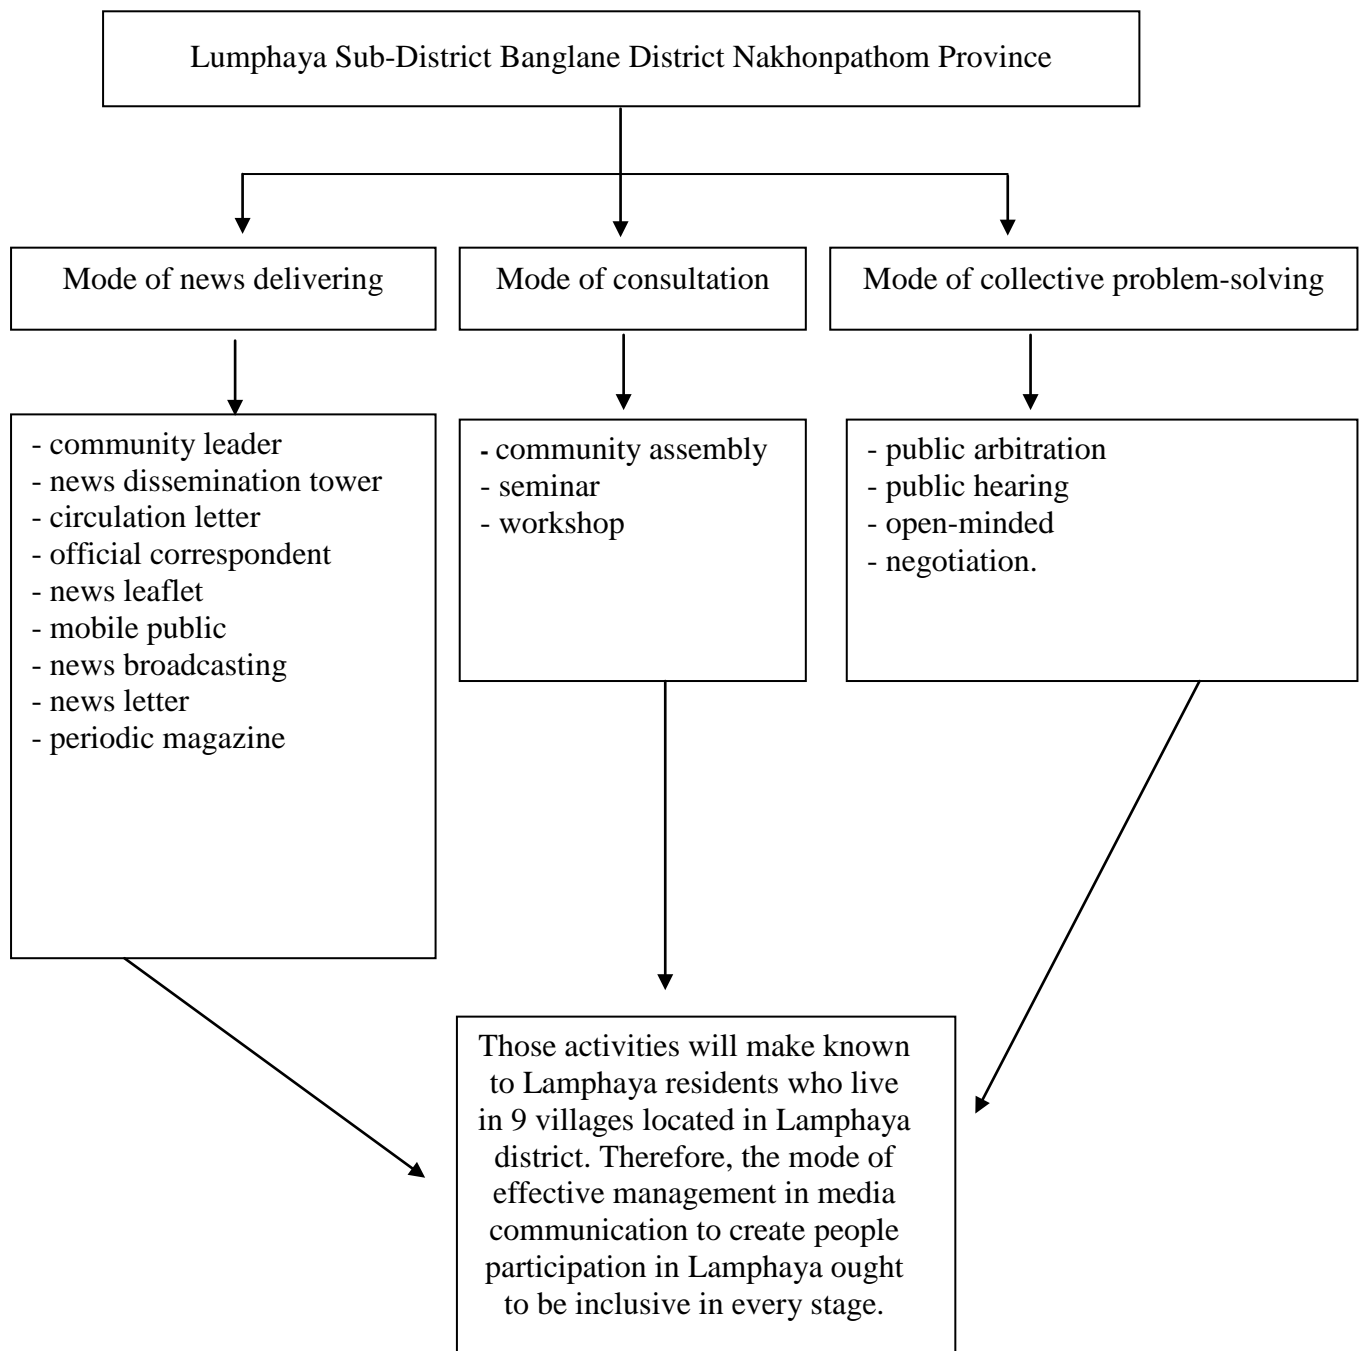 Lumphaya Sub-District Banglane District Nakhonpathom Province
Mode of news delivering
Mode of consultation
Mode of collective problem-solving
- community leader
- news dissemination tower
- circulation letter
- official correspondent
- news leaflet
- mobile public
- news broadcasting
- news letter
- periodic magazine
- community assembly
- seminar
- workshop
- public arbitration
- public hearing
- open-minded
- negotiation.
Those activities will make known
to Lamphaya residents who live
in 9 villages located in Lamphaya
district. Therefore, the mode of
effective management in media
communication to create people
participation in Lamphaya ought
to be inclusive in every stage.